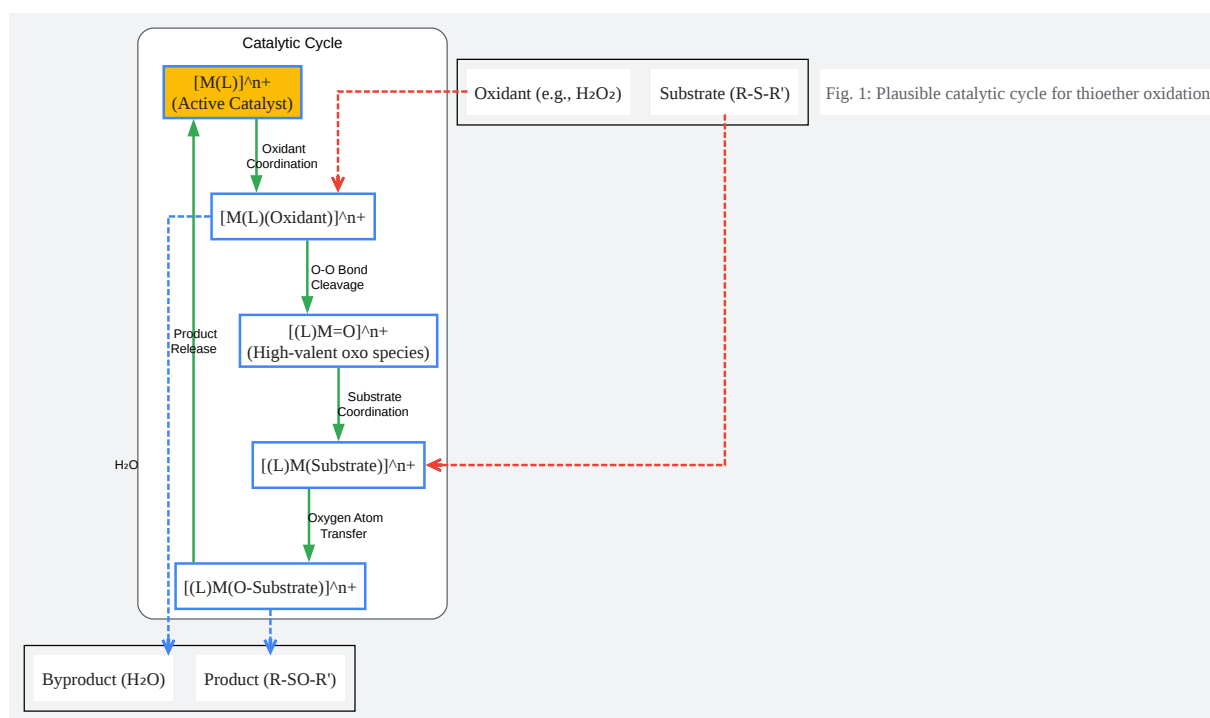 Catalytic Cycle
[M(L)]^n+
(Active Catalyst)
Oxidant (e.g., H₂O₂)
Substrate (R-S-R')
Fig. 1: Plausible catalytic cycle for thioether oxidation
Oxidant
Coordination
[M(L)(Oxidant)]^n+
O-O Bond
Cleavage
[(L)M=O]^n+
(High-valent oxo species)
Product
Release
Substrate
Coordination
H₂O
[(L)M(Substrate)]^n+
Oxygen Atom
Transfer
[(L)M(O-Substrate)]^n+
Byproduct (H₂O)
Product (R-SO-R')